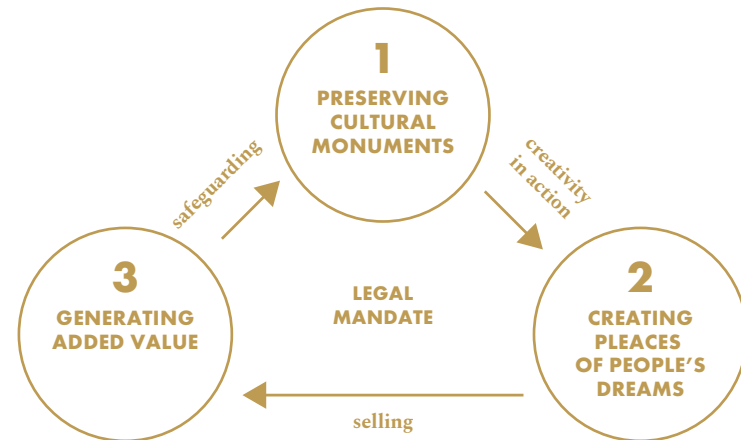 1
PRESERVING
CULTURAL
MONUMENTS
safeguarding
creativity
in action
3
GENERATING
ADDED VALUE
LEGAL
MANDATE
2
CREATING
PLEACES
OF PEOPLE'S
DREAMS
selling